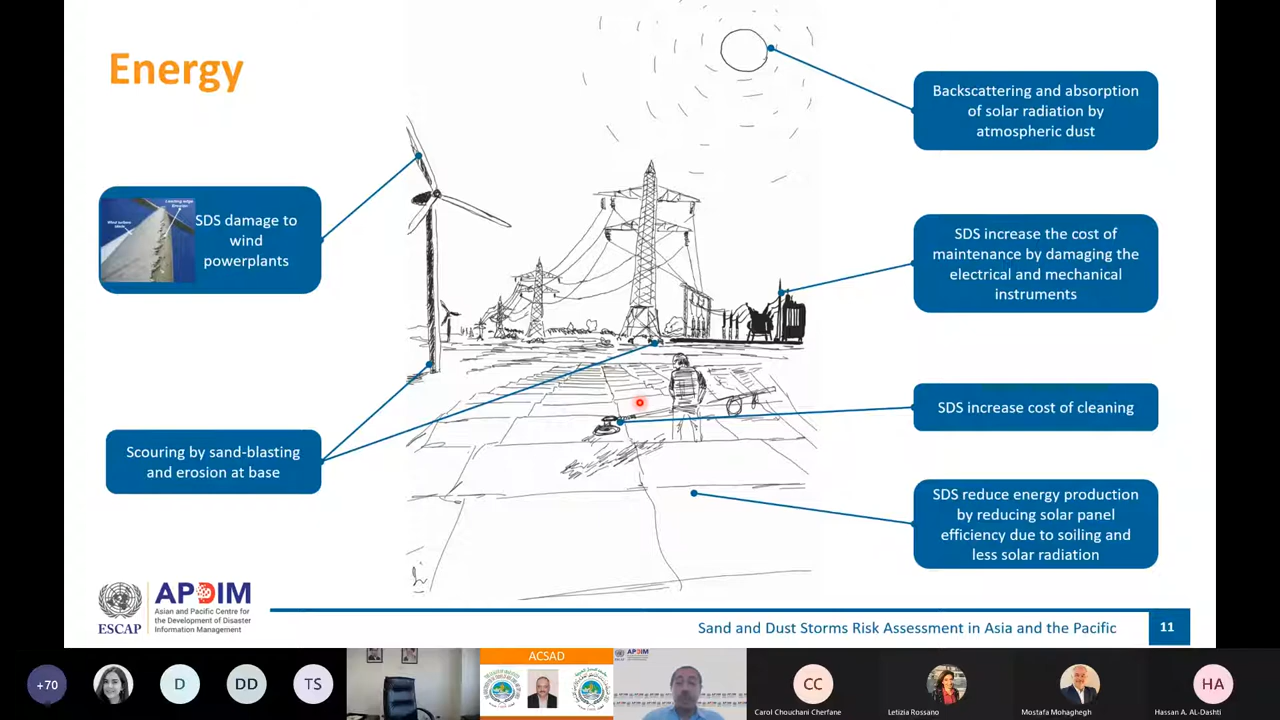 Energy
Backscattering and absorption
of solar radiation by
atmospheric dust
SDS damage to
wind
powerplants
SDS increase the cost of
maintenance by damaging the
electrical and mechanical
instruments
SDS increase cost of cleaning
Scouring by sand-blasting
and erosion at base
SDS reduce energy production
by reducing solar panel
efficiency due to soiling and
less solar radiation
ESCAP
APDIM
Asian and Pacific Centre for
the Development of Disaster
Information Management
Sand and Dust Storms Risk Assessment in Asia and the Pacific
11
+70
D
DD
TS
ACSAD
APDIM
CC
Carol Chouchani Cherfane
Letizia Rossano
Mostafa Mohaghegh
HA
Hassan A. AL-Dashti